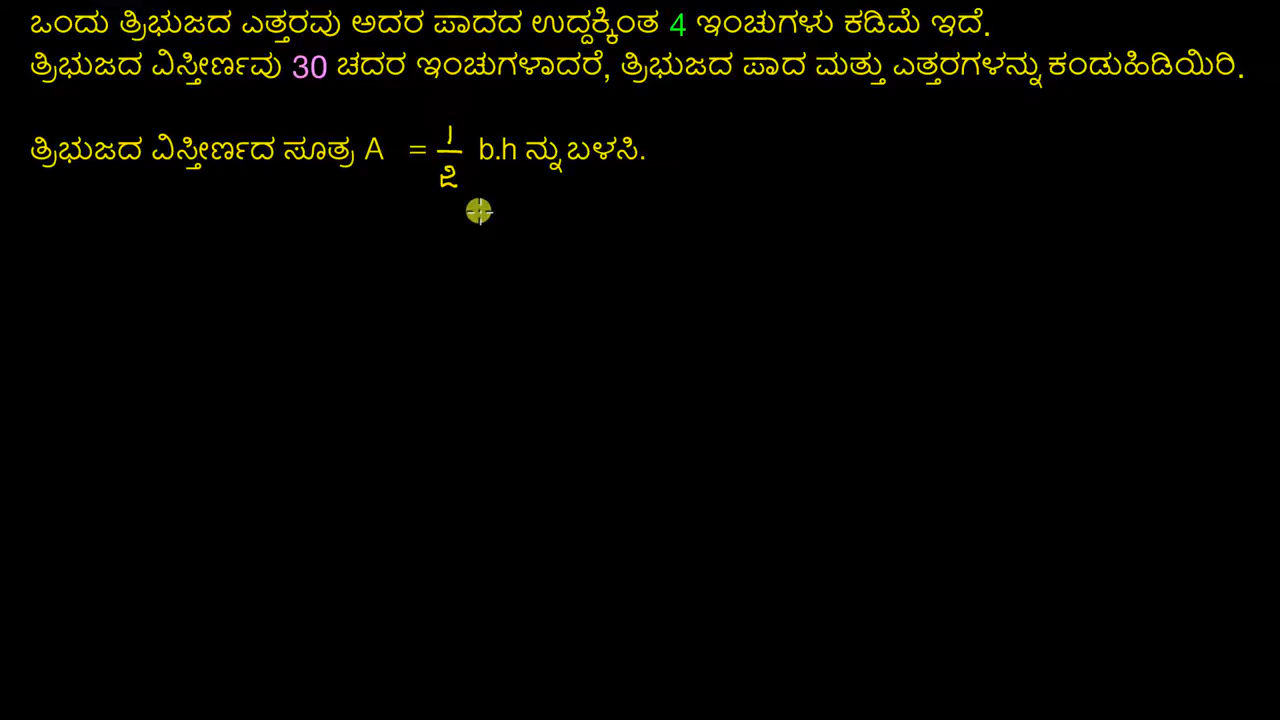 ಒಂದು ತ್ರಿಭುಜದ ಎತ್ತರವು ಅದರ ಪಾದದ ಉದ್ದಕ್ಕಿಂತ 4 ಇಂಚುಗಳು ಕಡಿಮೆ ಇದೆ.
ತ್ರಿಭುಜದ ವಿಸ್ತೀರ್ಣವು 30 ಚದರ ಇಂಚುಗಳಾದರೆ, ತ್ರಿಭುಜದ ಪಾದ ಮತ್ತು ಎತ್ತರಗಳನ್ನು ಕಂಡುಹಿಡಿಯಿರಿ.
ತ್ರಿಭುಜದ ವಿಸ್ತೀರ್ಣದ ಸೂತ್ರ A = 1/2 b.h ನ್ನು ಬಳಸಿ.